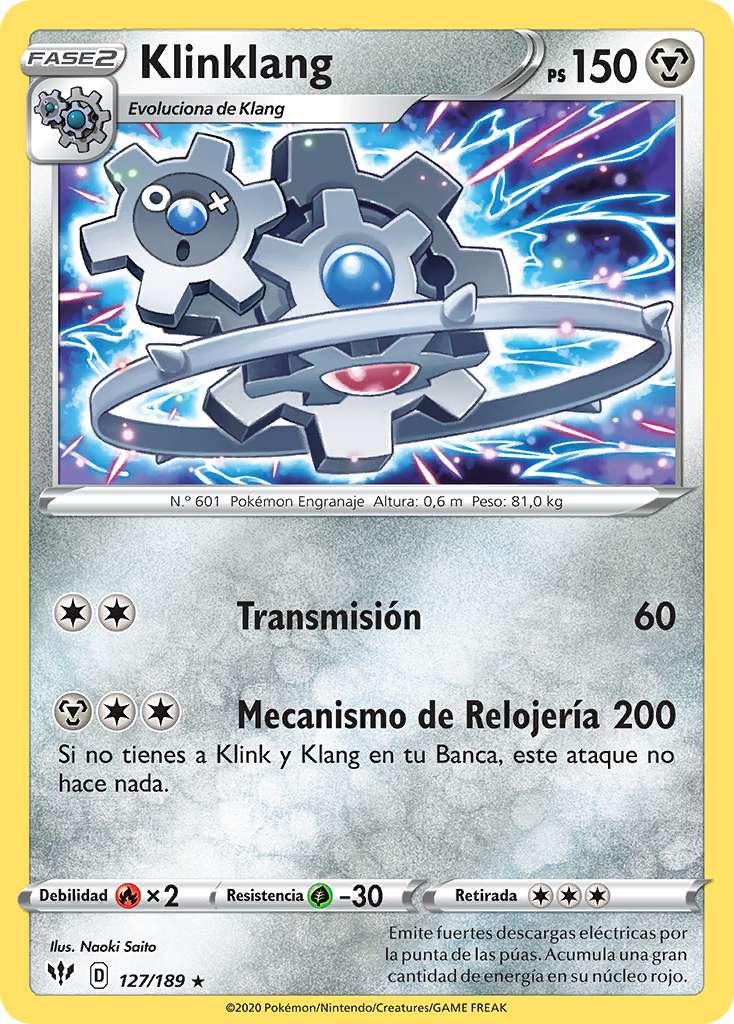 FASE 2
Klinklang
PS 150
Evoluciona de Klang
N.º 601 Pokémon Engranaje Altura: 0,6 m Peso: 81,0 kg
Transmisión 60
Mecanismo de Relojería 200
Si no tienes a Klink y Klang en tu Banca, este ataque no
hace nada.
Debilidad ×2 Resistencia -30 Retirada
Ilus. Naoki Saito
D 127/189 ★
Emite fuertes descargas eléctricas por
la punta de las púas. Acumula una gran
cantidad de energía en su núcleo rojo.
©2020 Pokémon/Nintendo/Creatures/GAME FREAK